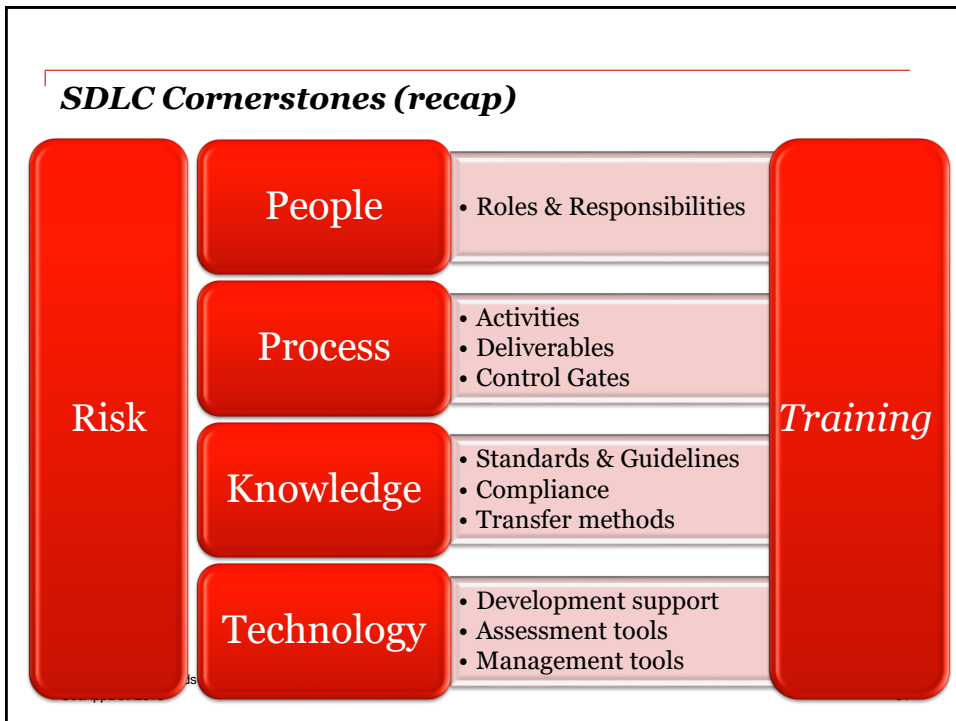 SDLC Cornerstones (recap)
Risk
People
• Roles & Responsibilities
Process
• Activities
• Deliverables
• Control Gates
Knowledge
• Standards & Guidelines
• Compliance
• Transfer methods
Technology
• Development support
• Assessment tools
• Management tools
Training